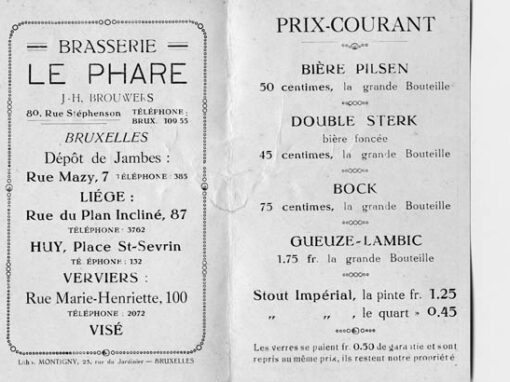 BRASSERIE
LE PHARE
J-H. BROUWERS
80, Rue Stéphenson TÉLÉPHONE: BRUX. 109 55
BRUXELLES
Dépôt de Jambes :
Rue Mazy, 7 TÉLÉPHONE: 385
LIÉGE :
Rue du Plan Incliné, 87
TÉLÉPHONE: 3762
HUY, Place St-Sevrin
TÉ ÉPHONE : 132
VERVIERS :
Rue Marie-Henriette, 100
TÉLÉPHONE : 2072
VISÉ
MONTIGNY, 25, rue du Jardinier — BRUXELLES
PRIX-COURANT
BIÈRE PILSEN
50 centimes, la grande Bouteille
DOUBLE STERK
bière foncée
45 centimes, la grande Bouteille
BOCK
75 centimes, la grande Bouteille
GUEUZE-LAMBIC
1.75 fr. la grande Bouteille
Stout Impérial, la pinte fr. 1.25
„ „ , le quart » 0.45
Les verres se paient fr. 0.50 de gara tie et sont
repris au même prix, ils restent notre propriété